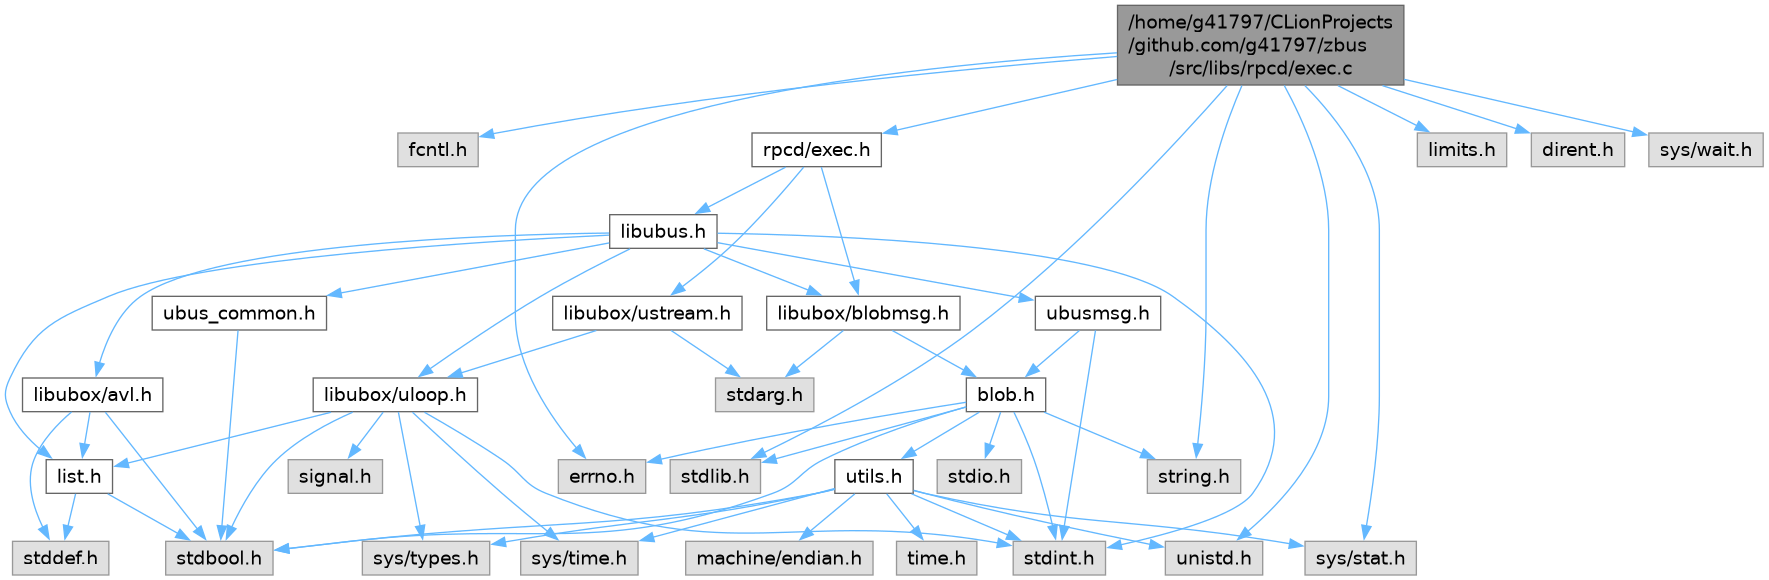 /home/g41797/CLionProjects
/github.com/g41797/zbus
/src/libs/rpcd/exec.c
fcntl.h
rpcd/exec.h
limits.h
dirent.h
sys/wait.h
libubus.h
ubus_common.h
libubox/ustream.h
libubox/blobmsg.h
ubusmsg.h
libubox/avl.h
libubox/uloop.h
stdarg.h
blob.h
list.h
signal.h
errno.h
stdlib.h
utils.h
stdio.h
string.h
stddef.h
stdbool.h
sys/types.h
sys/time.h
machine/endian.h
time.h
stdint.h
unistd.h
sys/stat.h